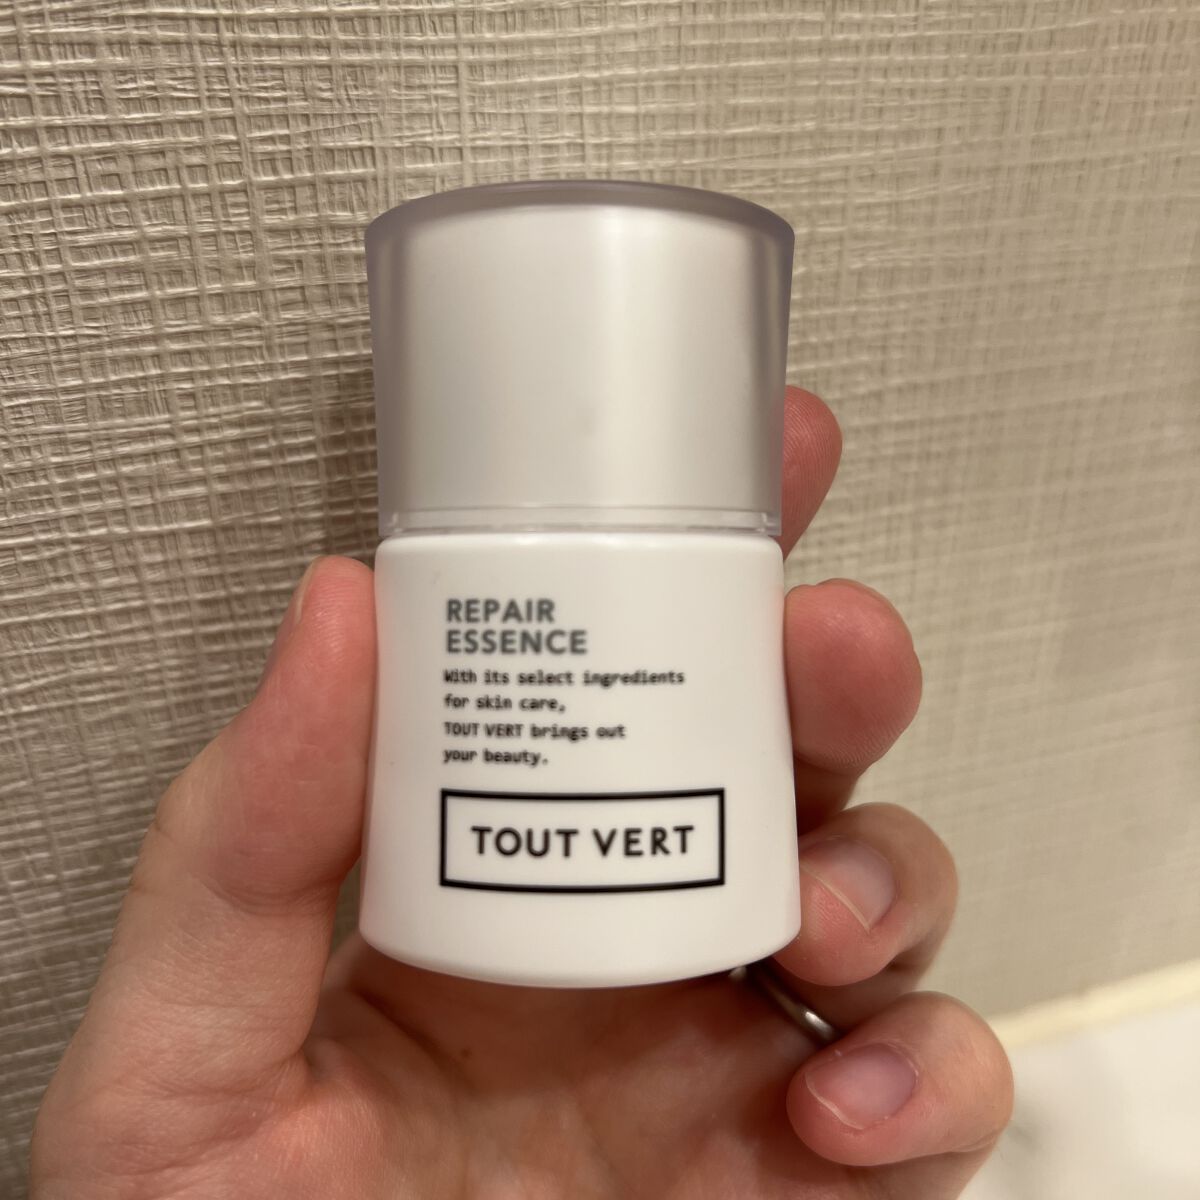 REPAIR
ESSENCE
With its select ingredients
for skin care,
TOUT VERT brings out
your beauty.
TOUT VERT